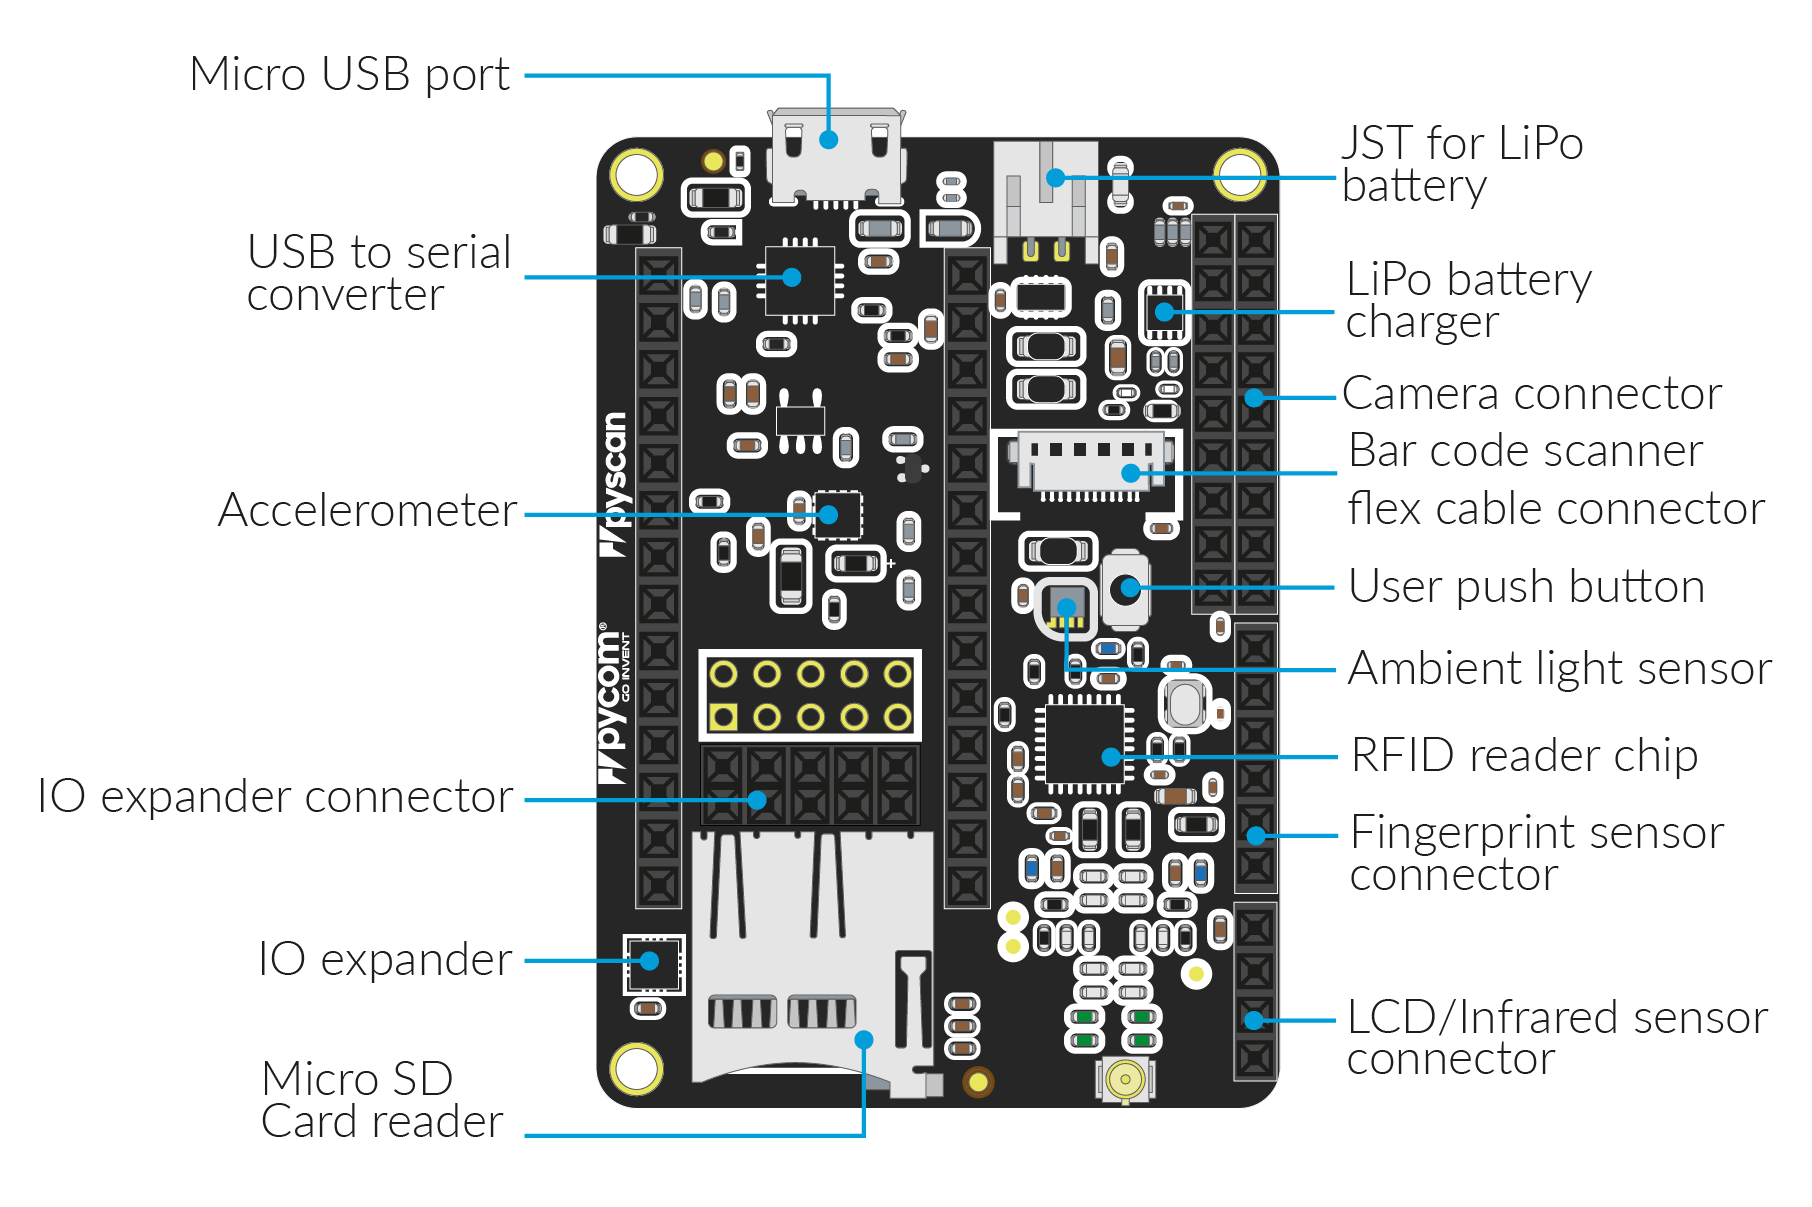 Micro USB port
USB to serial
converter
Accelerometer
IO expander connector
IO expander
Micro SD
Card reader
pyscan
pycom®
GO INVENT
+
JST for LiPo
battery
LiPo battery
charger
Camera connector
Bar code scanner
flex cable connector
User push button
Ambient light sensor
RFID reader chip
Fingerprint sensor
connector
LCD/Infrared sensor
connector